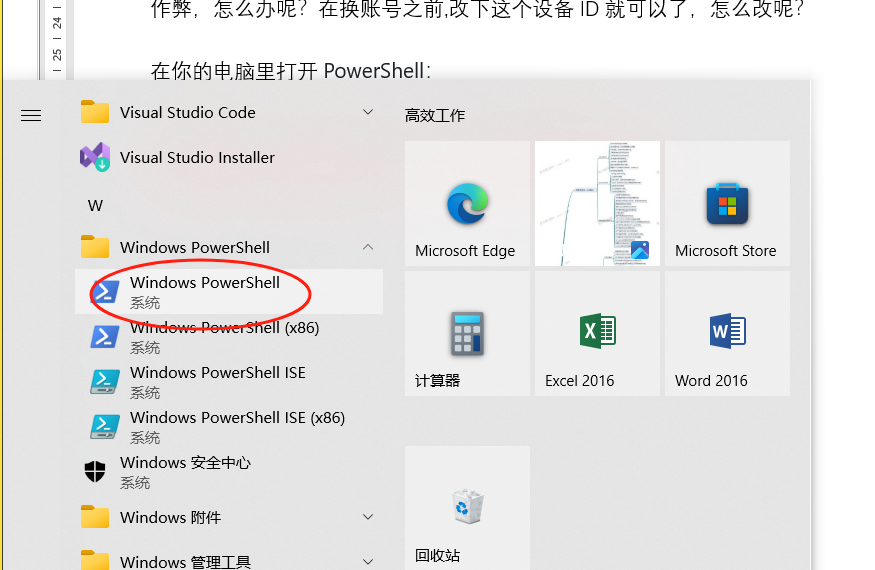 作弊，怎么办呢？在换账号之前,改下这个设备 ID 就可以了，怎么改呢？
24
25
在你的电脑里打开 PowerShell：
Visual Studio Code
Visual Studio Installer
W
Windows PowerShell
Windows PowerShell
系统
Windows PowerShell (x86)
系统
Windows PowerShell ISE
系统
Windows PowerShell ISE (x86)
系统
Windows 安全中心
系统
Windows 附件
Windows 管理工具
高效工作
Microsoft Edge
Microsoft Store
计算器
Excel 2016
Word 2016
回收站